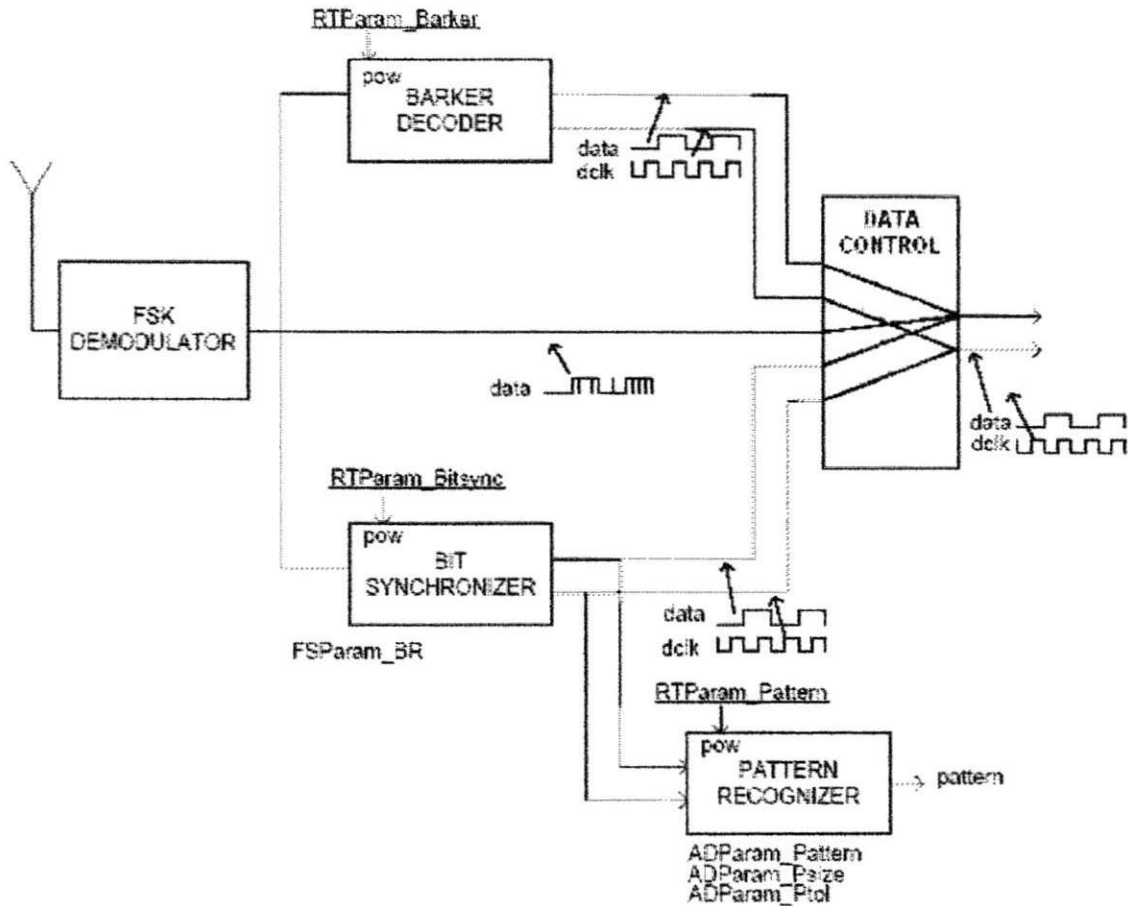 RTParam_Barker
pow
BARKER
DECODER
data
dclk
DATA
CONTROL
FSK
DEMODULATOR
data
data
dclk
RTParam_Bitsync
pow
BIT
SYNCHRONIZER
data
dclk
FSParam_BR
RTParam_Pattern
pow
PATTERN
RECOGNIZER
pattern
ADParam_Pattern
ADParam_Psize
ADParam_Ptol